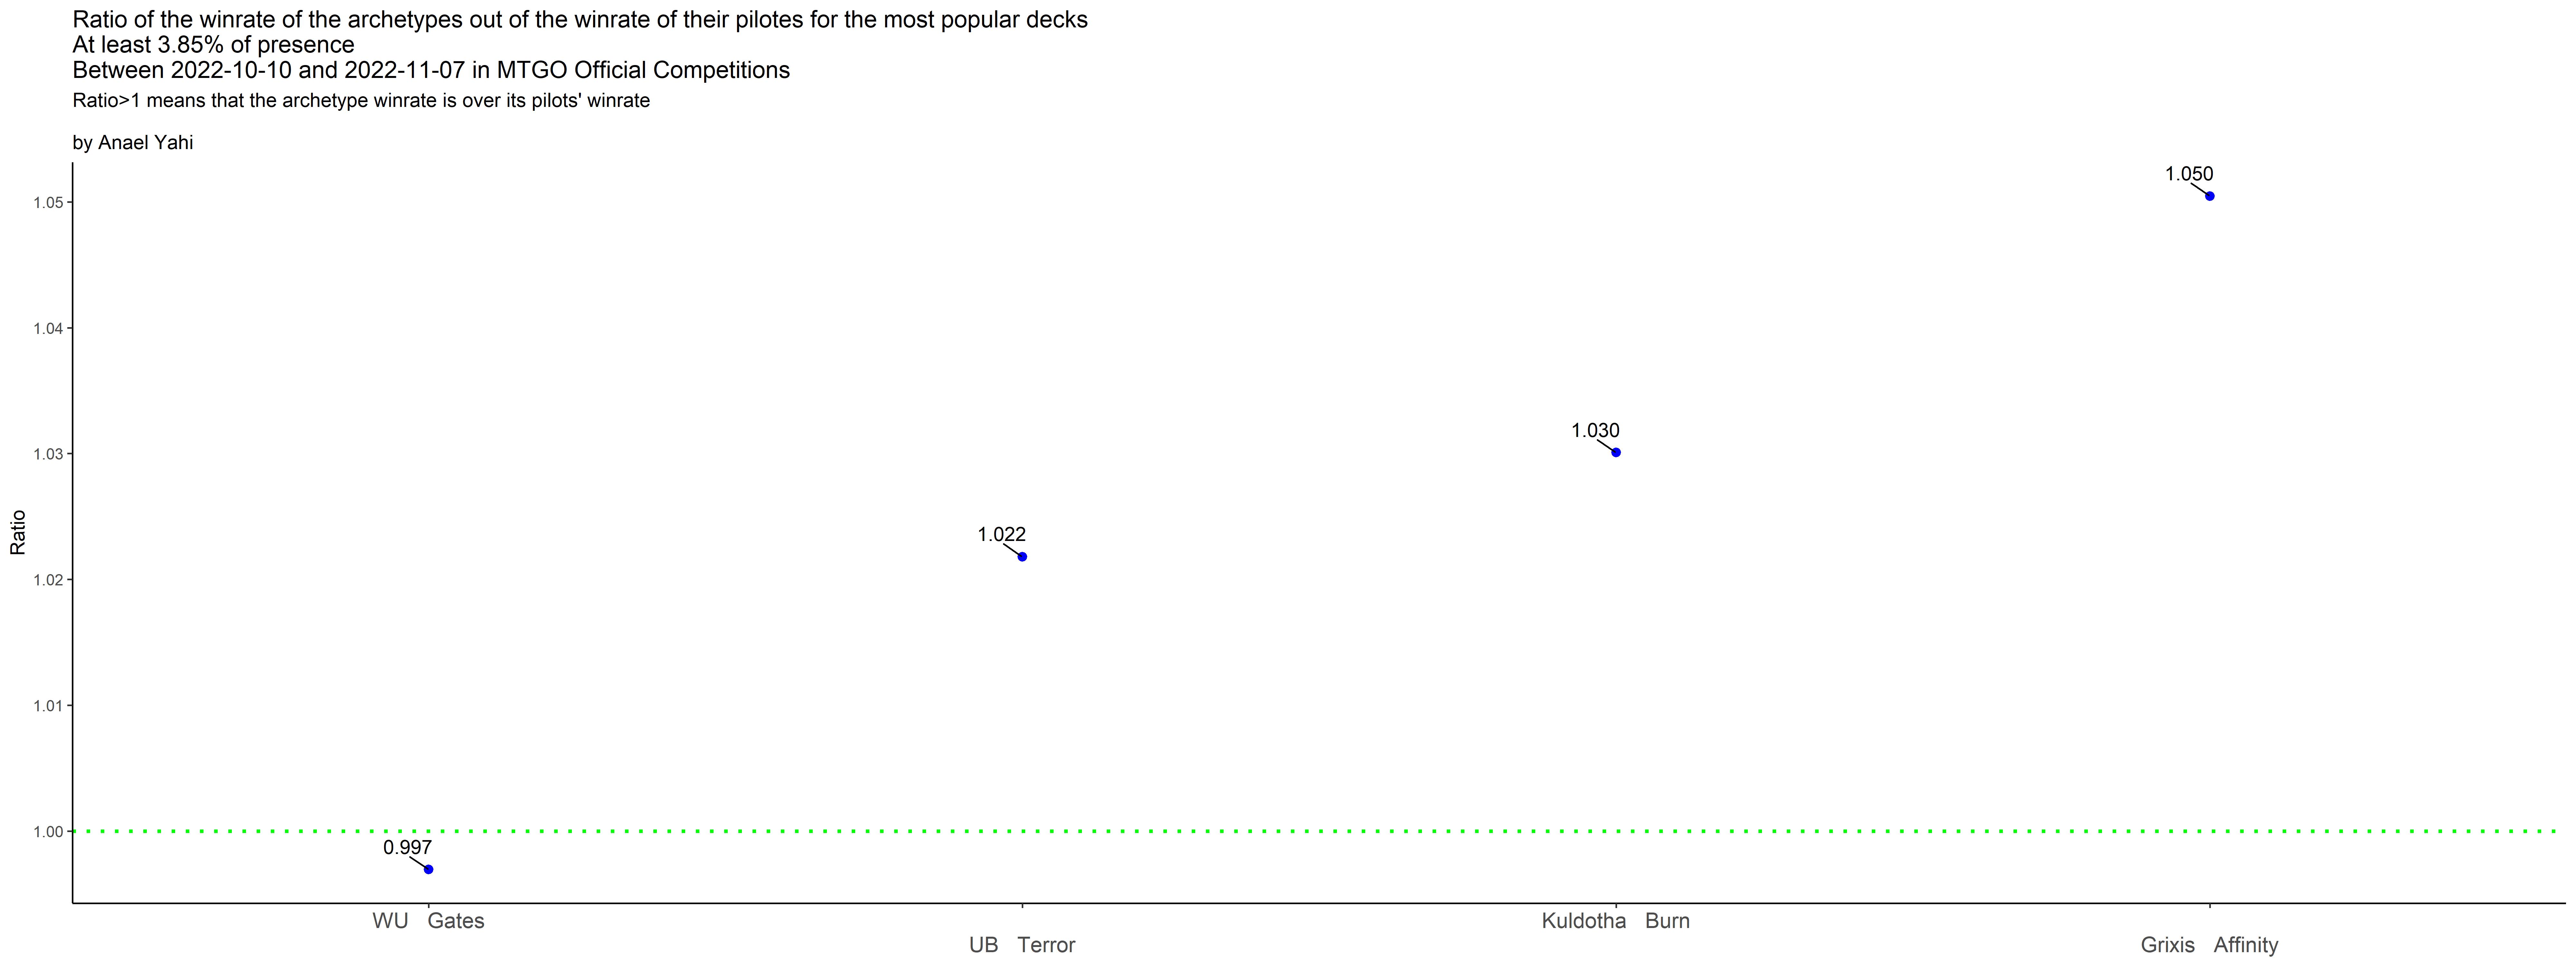 Ratio of the winrate of the archetypes out of the winrate of their pilotes for the most popular decks
At least 3.85% of presence
Between 2022-10-10 and 2022-11-07 in MTGO Official Competitions
Ratio>1 means that the archetype winrate is over its pilots' winrate
by Anael Yahi
1.050
1.05
1.04
1.030
1.03
1.022
1.02
1.01
1.00
0.997
Ratio
WU Gates
UB Terror
Kuldotha Burn
Grixis Affinity